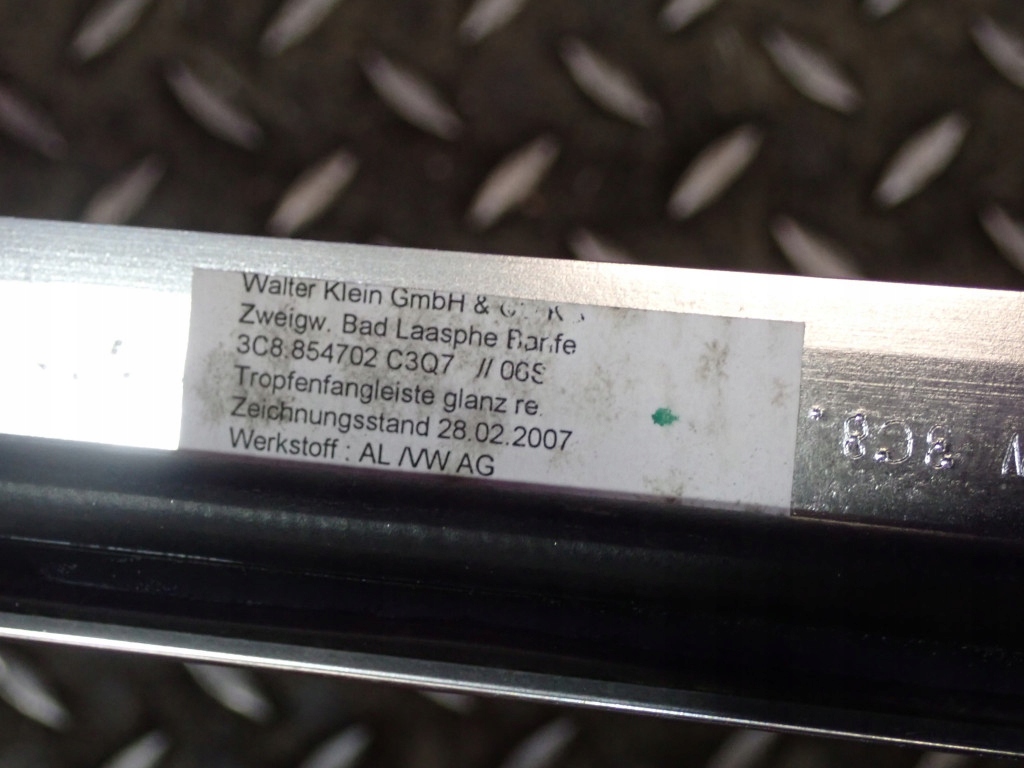 Walter Klein GmbH &
Zweigw. Bad Laasphe
3C8.854702 C3Q7 //
Tropfenfangleiste glanz re.
Zeichnungsstand 28.02.2007
Werkstoff : AL /VW AG